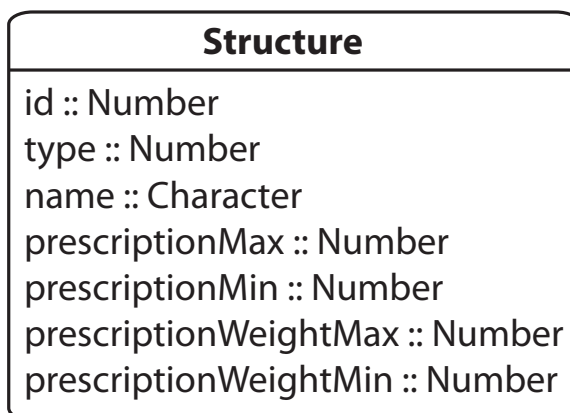 Structure
id :: Number
type :: Number
name :: Character
prescriptionMax :: Number
prescriptionMin :: Number
prescriptionWeightMax :: Number
prescriptionWeightMin :: Number